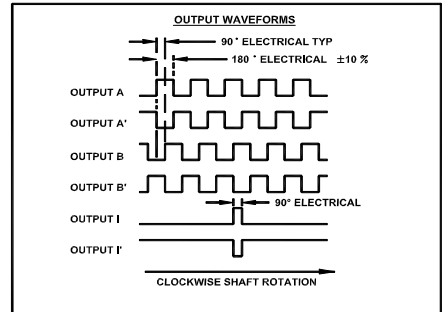 OUTPUT WAVEFORMS
90° ELECTRICAL TYP
180° ELECTRICAL ±10 %
OUTPUT A
OUTPUT A'
OUTPUT B
OUTPUT B'
90° ELECTRICAL
OUTPUT I
OUTPUT I'
CLOCKWISE SHAFT ROTATION